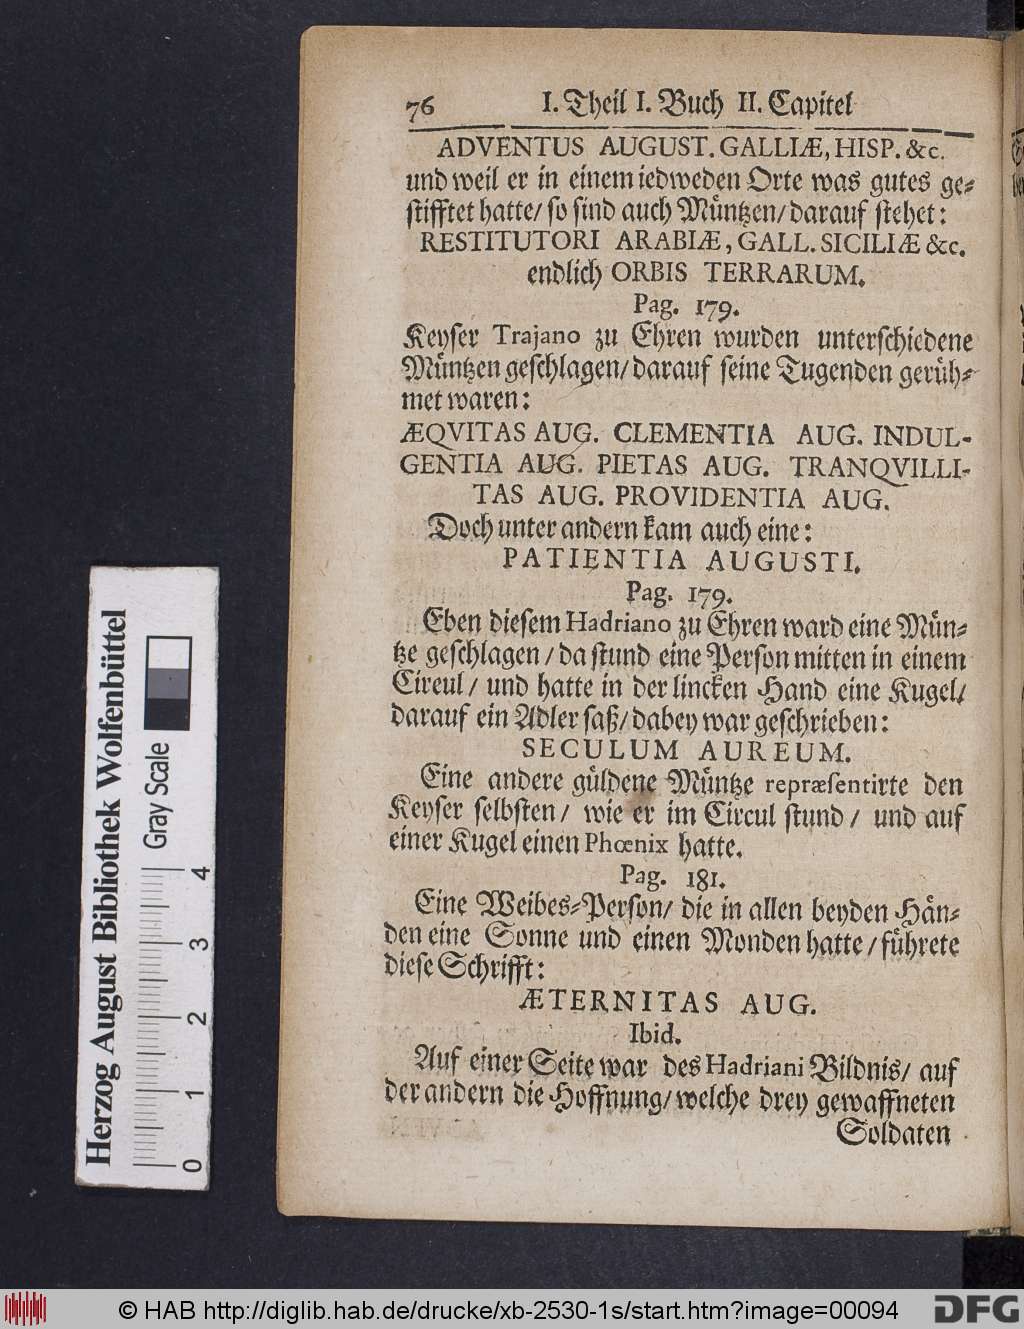 76 I. Theil I. Buch II. Capitel
ADVENTUS AUGUST. GALLIÆ, HISP. &c.
und weil er in einem iedweden Orte was gutes ge⸗
stifftet hatte/ so sind auch Müntzen/ darauf stehet:
RESTITUTORI ARABIÆ, GALL. SICILIÆ &c.
endlich ORBIS TERRARUM.
Pag. 179.
Keyser Trajano zu Ehren wurden unterschiedene
Müntzen geschlagen/ darauf seine Tugenden gerüh⸗
met waren:
ÆQVITAS AUG. CLEMENTIA AUG. INDUL-
GENTIA AUG. PIETAS AUG. TRANQVILLI-
TAS AUG. PROVIDENTIA AUG.
Doch unter andern kam auch eine:
PATIENTIA AUGUSTI.
Pag. 179.
Eben diesem Hadriano zu Ehren ward eine Mün⸗
tze geschlagen / da stund eine Person mitten in einem
Circul / und hatte in der lincken Hand eine Kugel/
darauf ein Adler saß/ dabey war geschrieben:
SECULUM AUREUM.
Eine andere güldene Müntze repræsentirte den
Keyser selbsten / wie er im Circul stund / und auf
einer Kugel einen Phœnix hatte.
Pag. 181.
Eine Weibes⸗Person/ die in allen beyden Hän⸗
den eine Sonne und einen Monden hatte / führete
diese Schrifft:
ÆTERNITAS AUG.
Ibid.
Auf einer Seite war des Hadriani Bildnis/ auf
der andern die Hoffnung/ welche drey gewaffneten
Soldaten
Herzog August Bibliothek Wolfenbüttel
Gray Scale
0 1 2 3 4
© HAB http://diglib.hab.de/drucke/xb-2530-1s/start.htm?image=00094
DFG